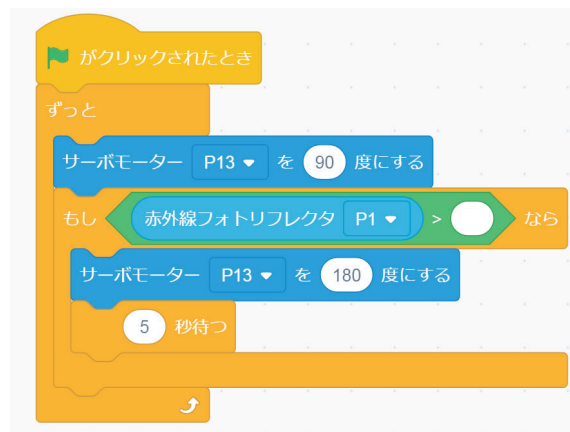 がクリックされたとき
ずっと
サーボモーター P13 を 90 度にする
もし 赤外線フォトリフレクタ P1 > なら
サーボモーター P13 を 180 度にする
5 秒待つ